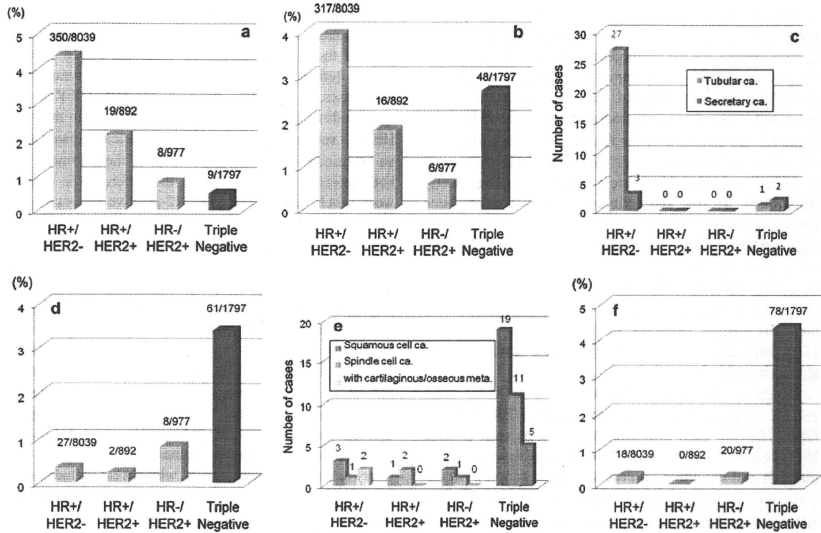 (%)
a
5
4
3
2
1
0
350/8039
19/892
8/977
9/1797
HR+/ HR+/ HR-/ Triple
HER2- HER2+ HER2+ Negative
(%)
b
4
3
2
1
0
317/8039
16/892
6/977
48/1797
HR+/ HR+/ HR-/ Triple
HER2- HER2+ HER2+ Negative
c
Number of cases
30
25
20
15
10
5
0
Tubular ca.
Secretary ca.
27
3
0 0
0 0
1 2
HR+/ HR+/ HR-/ Triple
HER2- HER2+ HER2+ Negative
(%)
d
4
3
2
1
0
27/8039
2/892
8/977
61/1797
HR+/ HR+/ HR-/ Triple
HER2- HER2+ HER2+ Negative
e
Number of cases
20
15
10
5
0
Squamous cell ca.
Spindle cell ca.
with cartilaginous/osseous meta.
3 1 2
1 2 0
2 1 0
19 11 5
HR+/ HR+/ HR-/ Triple
HER2- HER2+ HER2+ Negative
(%)
f
5
4
3
2
1
0
18/8039
0/892
20/977
78/1797
HR+/ HR+/ HR-/ Triple
HER2- HER2+ HER2+ Negative